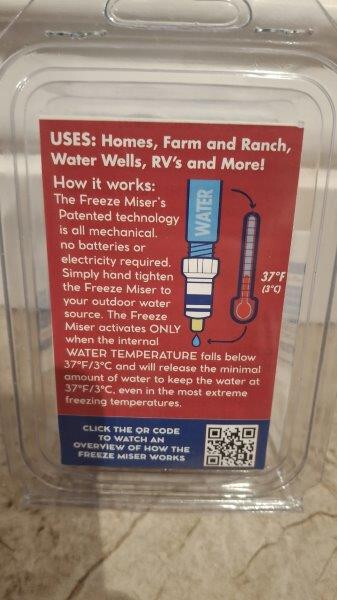 USES: Homes, Farm and Ranch,
Water Wells, RV's and More!
How it works:
The Freeze Miser's
Patented technology
is all mechanical.
no batteries or
electricity required.
Simply hand tighten
the Freeze Miser to
your outdoor water
source. The Freeze
Miser activates ONLY
when the internal
WATER TEMPERATURE falls below
37°F/3°C and will release the minimal
amount of water to keep the water at
37°F/3°C, even in the most extreme
freezing temperatures.
WATER
37°F
(3°C)
CLICK THE QR CODE
TO WATCH AN
OVERVIEW OF HOW THE
FREEZE MISER WORKS